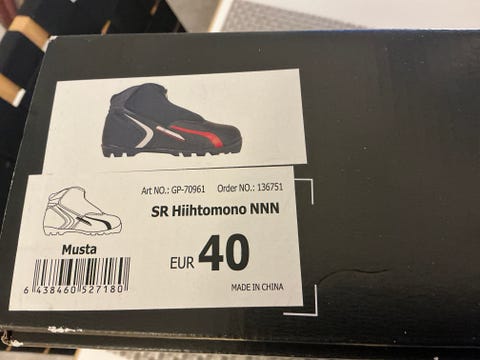 Art NO.: GP-70961 Order NO.: 136751
SR Hiihtomono NNN
Musta
EUR 40
6 438460 527180
MADE IN CHINA